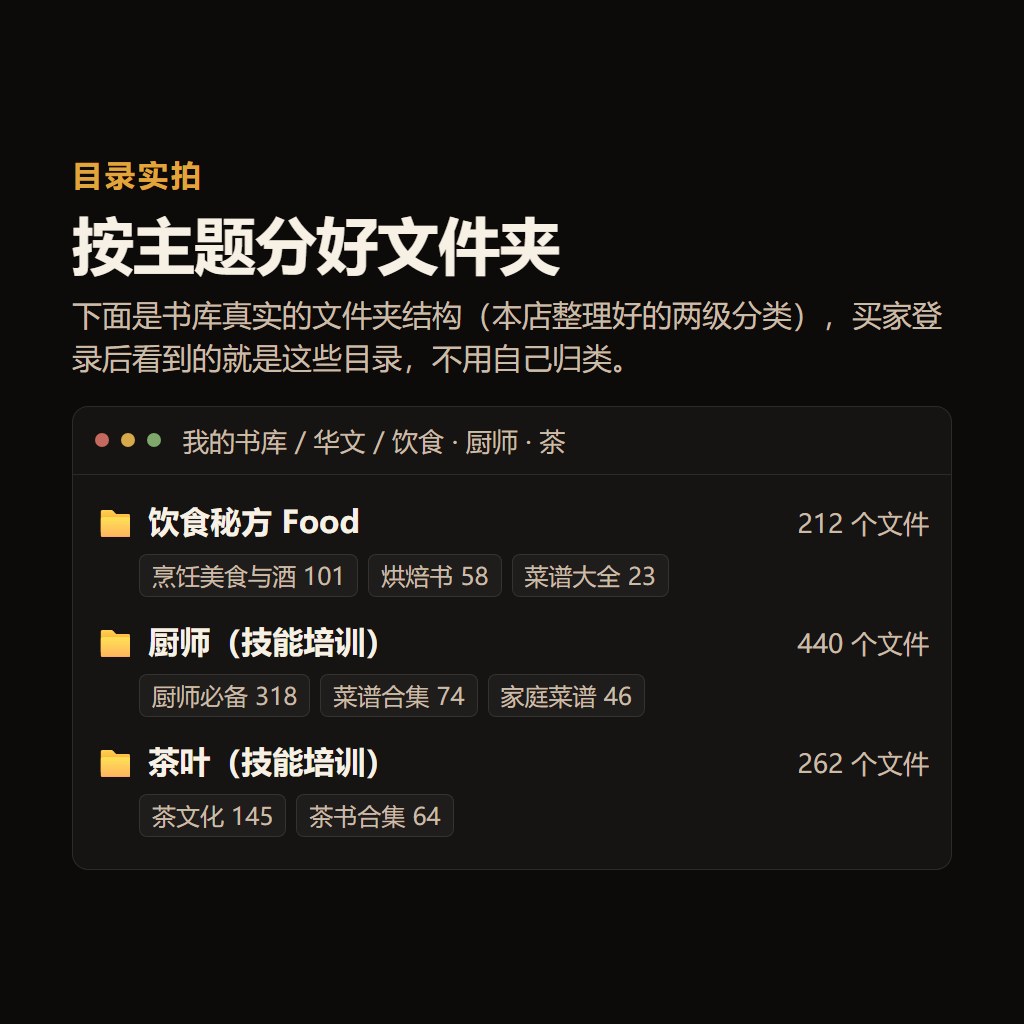 目录实拍
按主题分好文件夹
下面是书库真实的文件夹结构（本店整理好的两级分类），买家登
录后看到的就是这些目录，不用自己归类。
我的书库 / 华文 / 饮食 · 厨师 · 茶
饮食秘方 Food 212 个文件
烹饪美食与酒 101 烘焙书 58 菜谱大全 23
厨师（技能培训） 440 个文件
厨师必备 318 菜谱合集 74 家庭菜谱 46
茶叶（技能培训） 262 个文件
茶文化 145 茶书合集 64